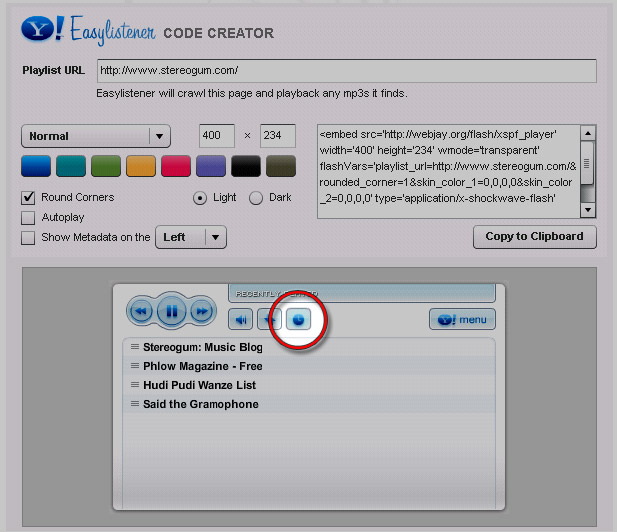 Y! Easylistener CODE CREATOR
Playlist URL http://www.stereogum.com/
Easylistener will crawl this page and playback any mp3s it finds.
Normal 400 × 234
<embed src='http://webjay.org/flash/xspf_player'
width='400' height='234' wmode='transparent'
flashVars='playlist_url=http://www.stereogum.com/&
rounded_corner=1&skin_color_1=0,0,0,0&skin_color
_2=0,0,0,0' type='application/x-shockwave-flash'
Round Corners Light Dark
Autoplay
Show Metadata on the Left
Copy to Clipboard
RECENTLY PLAYED
Y! menu
Stereogum: Music Blog
Phlow Magazine - Free
Hudi Pudi Wanze List
Said the Gramophone